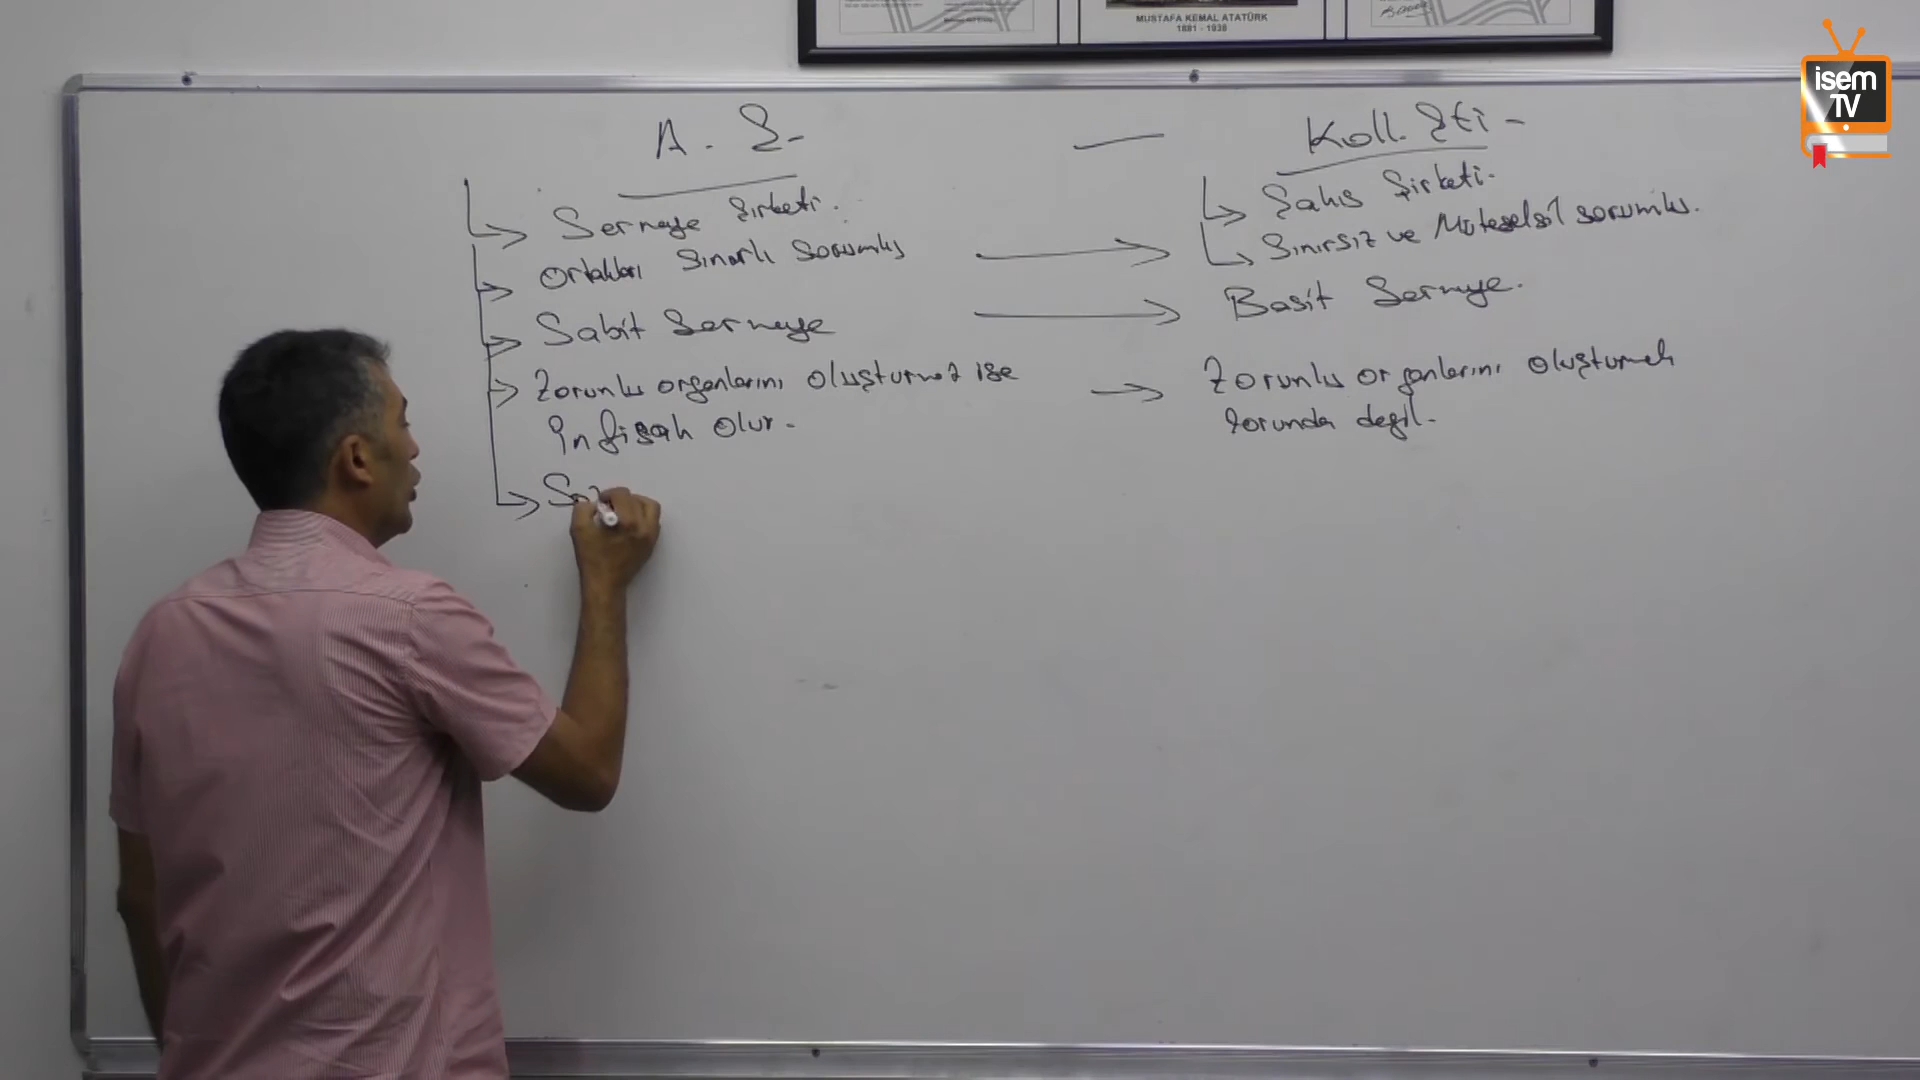 MUSTAFA KEMAL ATATÜRK
1881 - 1938
isem
TV
A. Ş. — Koll. Şti -
Sermaye Şirketi.
Ortakları Sınırlı Sorumlu
Sabit Sermaye
Zorunlu organlarını oluşturmaz ise
İnfisah Olur.
Şahıs Şirketi.
Sınırsız ve Müteselsil sorumlu.
Basit Sermaye.
Zorunlu organlarını oluşturmak
Zorunda değil.